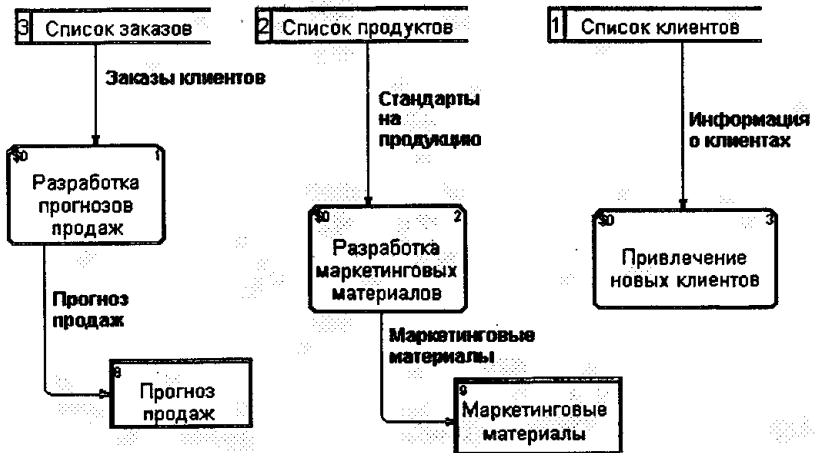 3 Список заказов
2 Список продуктов
1 Список клиентов
Заказы клиентов
Стандарты
на
продукцию
Информация
о клиентах
$0 1
Разработка
прогнозов
продаж
$0 2
Разработка
маркетинговых
материалов
$0 3
Привлечение
новых клиентов
Прогноз
продаж
Маркетинговые
материалы
8
Прогноз
продаж
9
Маркетинговые
материалы